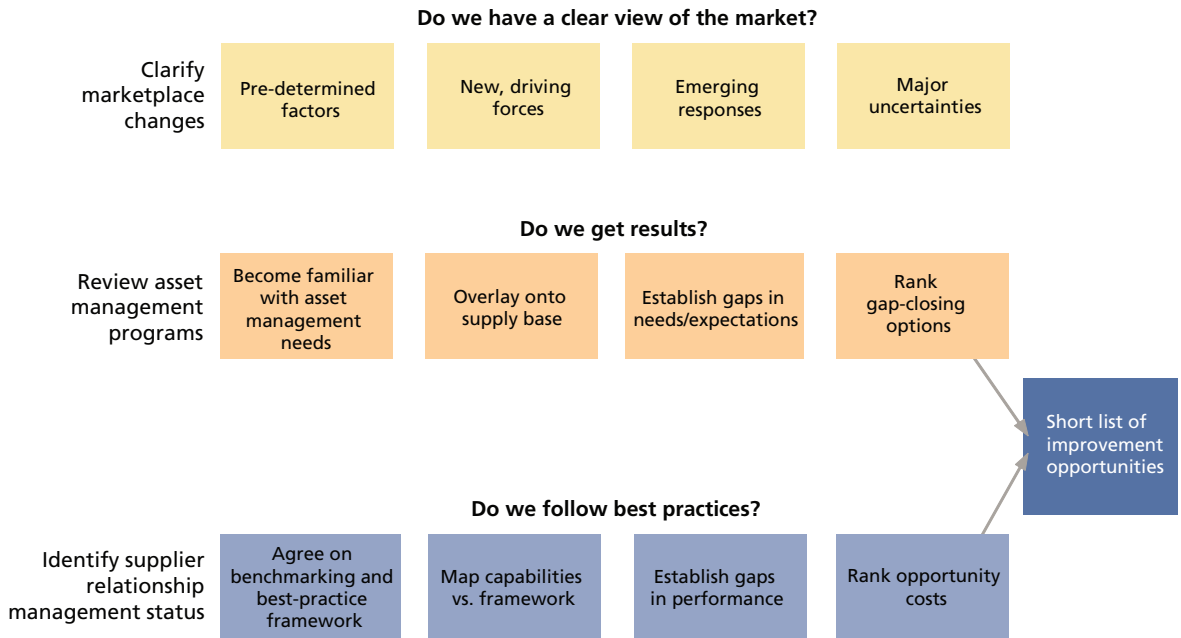 Do we have a clear view of the market?
Clarify
marketplace
changes
Pre-determined
factors
New, driving
forces
Emerging
responses
Major
uncertainties
Do we get results?
Review asset
management
programs
Become familiar
with asset
management
needs
Overlay onto
supply base
Establish gaps in
needs/expectations
Rank
gap-closing
options
Short list of
improvement
opportunities
Do we follow best practices?
Identify supplier
relationship
management status
Agree on
benchmarking and
best-practice
framework
Map capabilities
vs. framework
Establish gaps
in performance
Rank opportunity
costs